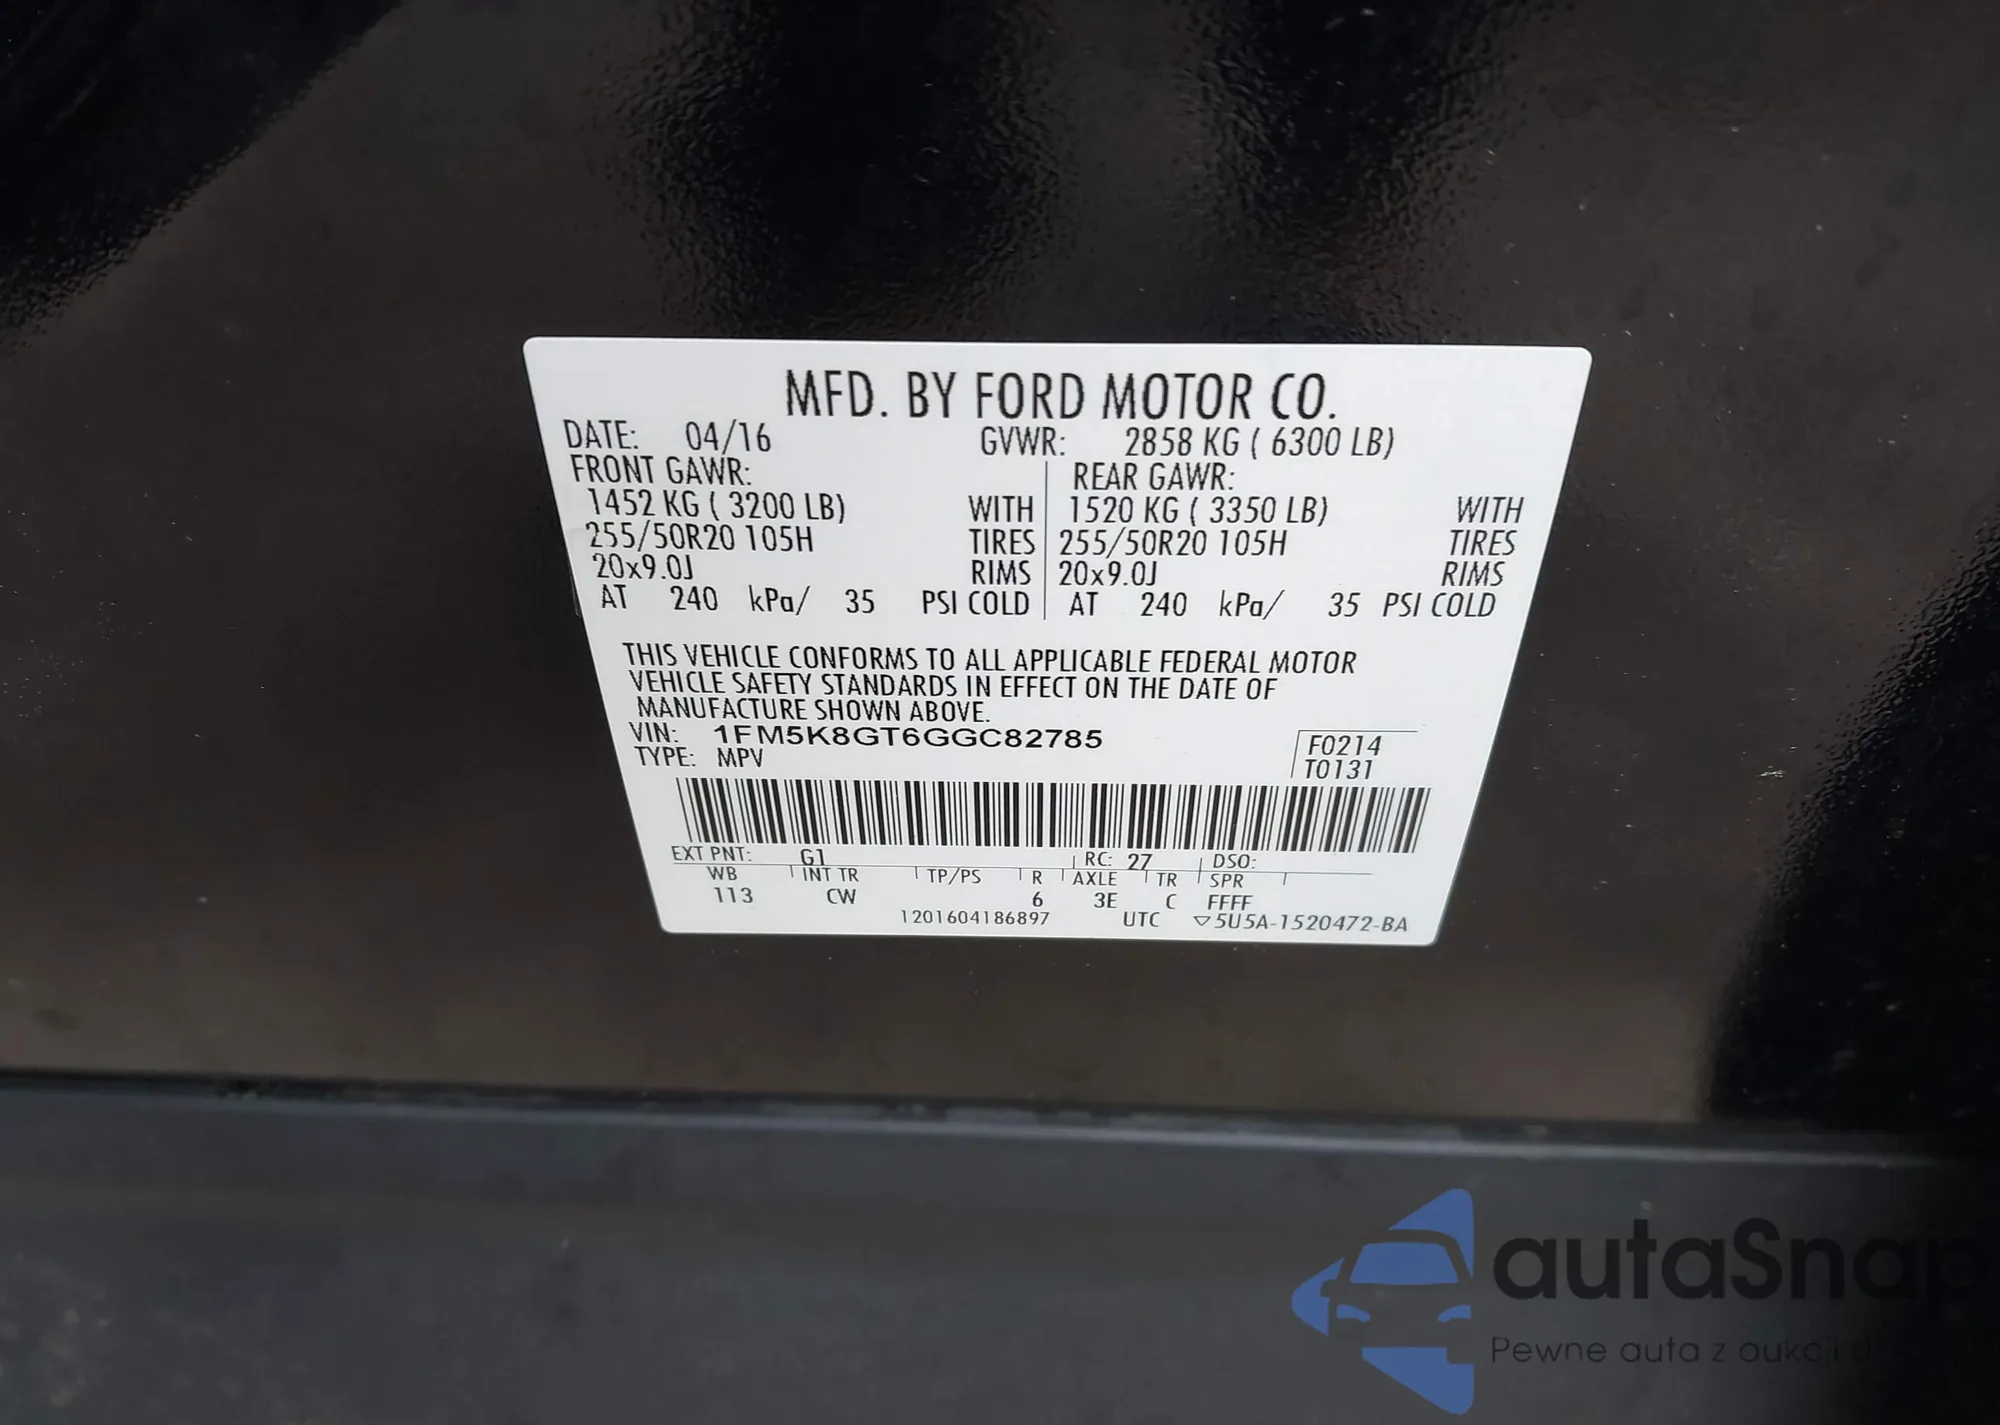 MFD. BY FORD MOTOR CO.
DATE: 04/16 GVWR: 2858 KG ( 6300 LB)
FRONT GAWR: REAR GAWR:
1452 KG ( 3200 LB) WITH 1520 KG ( 3350 LB) WITH
255/50R20 105H TIRES 255/50R20 105H TIRES
20x9.0J RIMS 20x9.0J RIMS
AT 240 kPa/ 35 PSI COLD AT 240 kPa/ 35 PSI COLD
THIS VEHICLE CONFORMS TO ALL APPLICABLE FEDERAL MOTOR
VEHICLE SAFETY STANDARDS IN EFFECT ON THE DATE OF
MANUFACTURE SHOWN ABOVE.
VIN: 1FM5K8GT6GGC82785 F0214
TYPE: MPV T0131
EXT PNT: G1 RC: 27 DSO:
WB INT TR TP/PS R AXLE TR SPR
113 CW 6 3E C FFFF
1201604186897 UTC ▽5U5A-1520472-BA
autaSnap
Pewne auta z aukcji